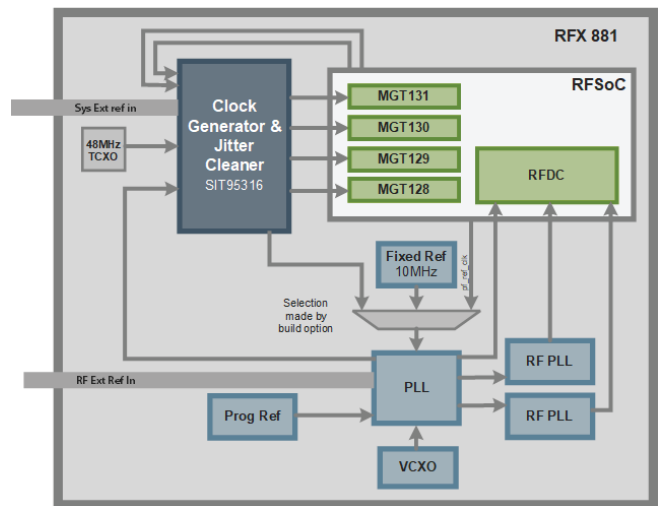 RFX 881
RFSoC
Sys Ext ref in
48MHz
TCXO
Clock
Generator &
Jitter
Cleaner
SIT95316
MGT131
MGT130
MGT129
MGT128
RFDC
Fixed Ref
10MHz
pl_ref_clk
Selection
made by
build option
RF Ext Ref In
PLL
RF PLL
RF PLL
Prog Ref
VCXO